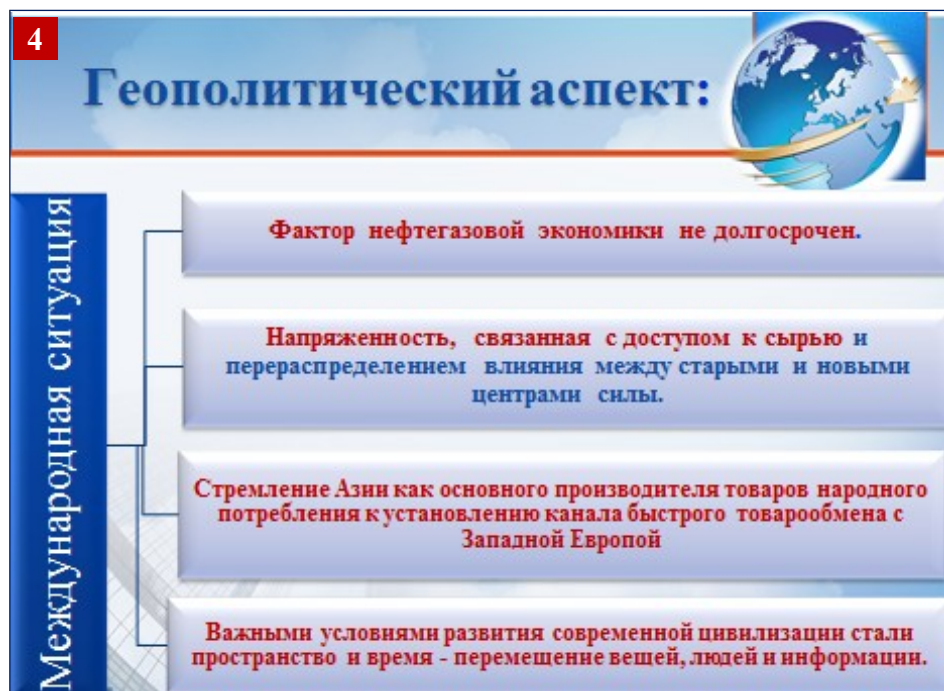 4
Геополитический аспект:
Международная ситуация
Фактор нефтегазовой экономики не долгосрочен.
Напряженность, связанная с доступом к сырью и
перераспределением влияния между старыми и новыми
центрами силы.
Стремление Азии как основного производителя товаров народного
потребления к установлению канала быстрого товарообмена с
Западной Европой
Важными условиями развития современной цивилизации стали
пространство и время - перемещение вещей, людей и информации.